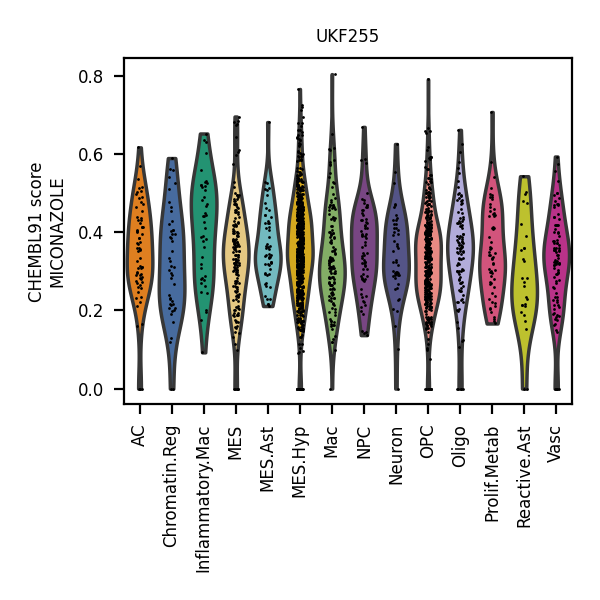 UKF255
CHEMBL91 score
MICONAZOLE
0.8
0.6
0.4
0.2
0.0
AC
Chromatin.Reg
Inflammatory.Mac
MES
MES.Ast
MES.Hyp
Mac
NPC
Neuron
OPC
Oligo
Prolif.Metab
Reactive.Ast
Vasc